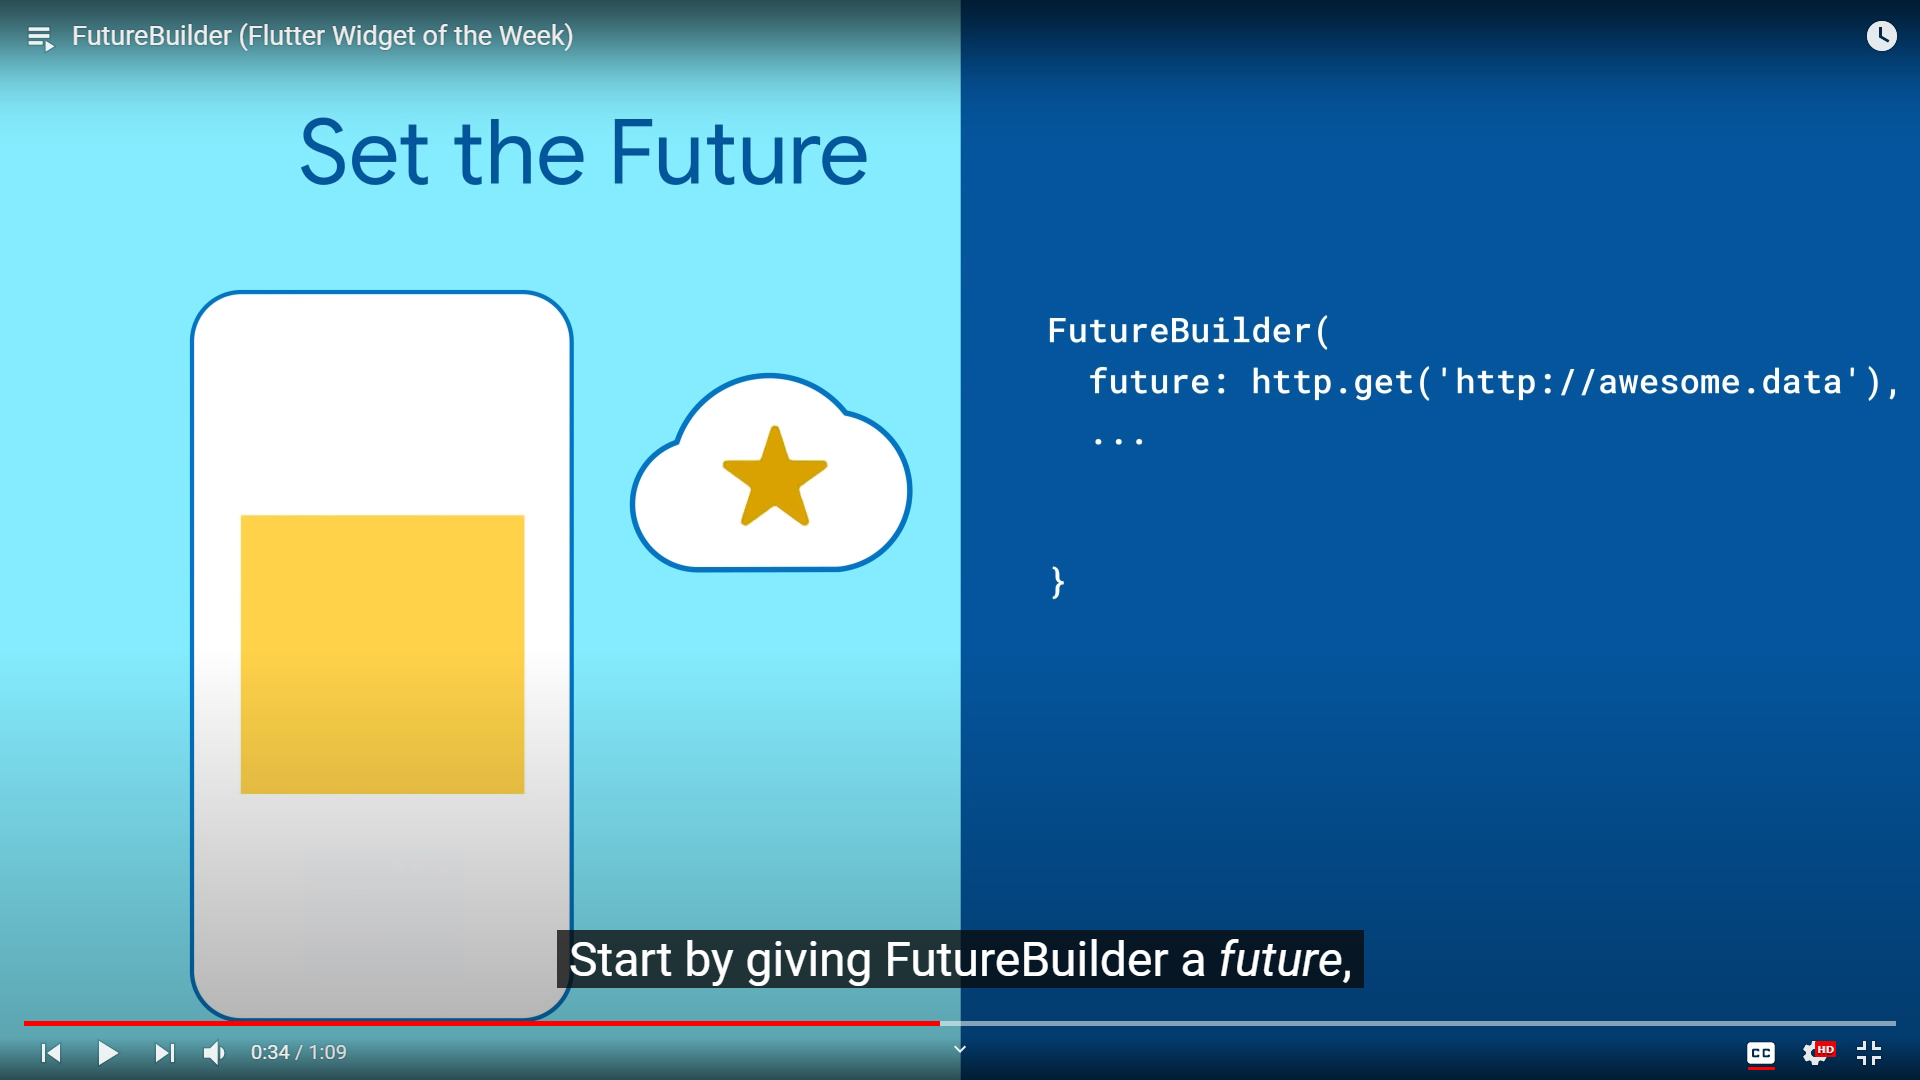 FutureBuilder (Flutter Widget of the Week)
Set the Future
FutureBuilder(
future: http.get('http://awesome.data'),
...
}
Start by giving FutureBuilder a future,
0:34 / 1:09
CC
HD